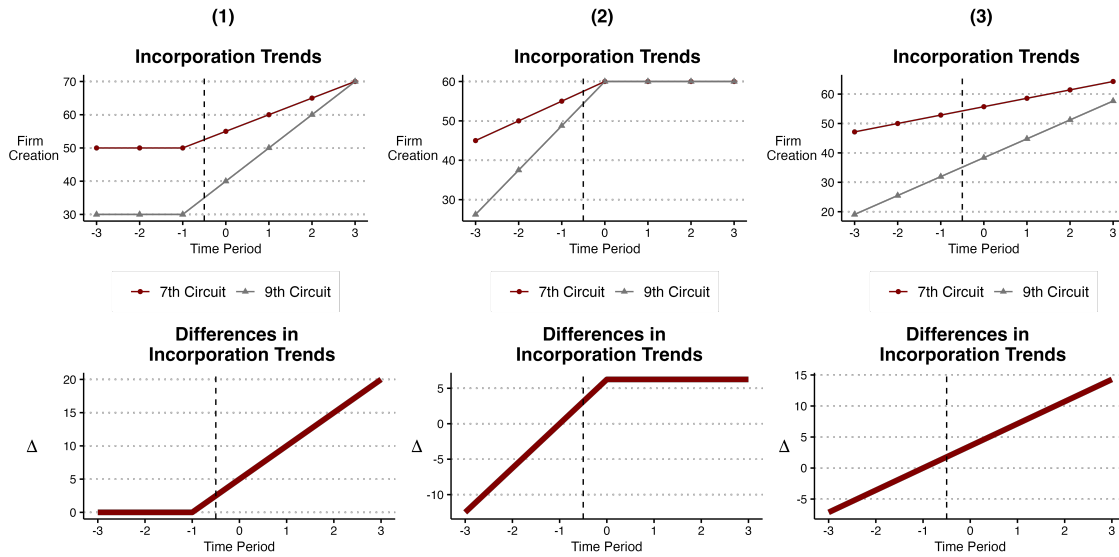 (1)
Incorporation Trends
70
60
50
40
30
Firm
Creation
-3 -2 -1 0 1 2 3
Time Period
7th Circuit 9th Circuit
Differences in
Incorporation Trends
20
15
10
5
0
Δ
-3 -2 -1 0 1 2 3
Time Period
(2)
Incorporation Trends
60
50
40
30
Firm
Creation
-3 -2 -1 0 1 2 3
Time Period
7th Circuit 9th Circuit
Differences in
Incorporation Trends
5
0
-5
-10
Δ
-3 -2 -1 0 1 2 3
Time Period
(3)
Incorporation Trends
60
50
40
30
20
Firm
Creation
-3 -2 -1 0 1 2 3
Time Period
7th Circuit 9th Circuit
Differences in
Incorporation Trends
15
10
5
0
-5
Δ
-3 -2 -1 0 1 2 3
Time Period